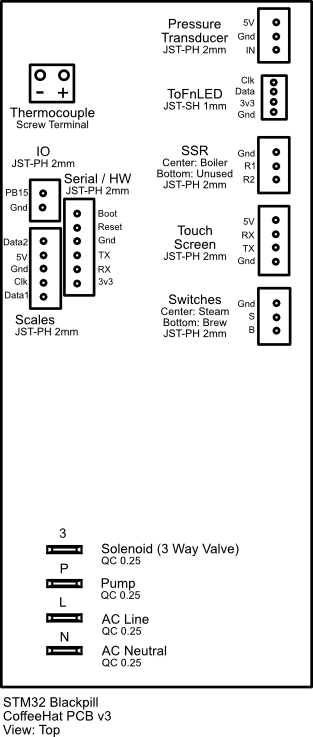 Pressure
Transducer
JST-PH 2mm
5V
Gnd
IN
ToFnLED
JST-SH 1mm
Clk
Data
3v3
Gnd
- +
Thermocouple
Screw Terminal
IO
JST-PH 2mm
PB15
Gnd
Serial / HW
JST-PH 2mm
Boot
Reset
Gnd
TX
RX
3v3
SSR
Center: Boiler
Bottom: Unused
JST-PH 2mm
Gnd
R1
R2
Data2
5V
Gnd
Clk
Data1
Scales
JST-PH 2mm
Touch
Screen
JST-PH 2mm
5V
RX
TX
Gnd
Switches
Center: Steam
Bottom: Brew
JST-PH 2mm
Gnd
S
B
3
Solenoid (3 Way Valve)
QC 0.25
P
Pump
QC 0.25
L
AC Line
QC 0.25
N
AC Neutral
QC 0.25
STM32 Blackpill
CoffeeHat PCB v3
View: Top